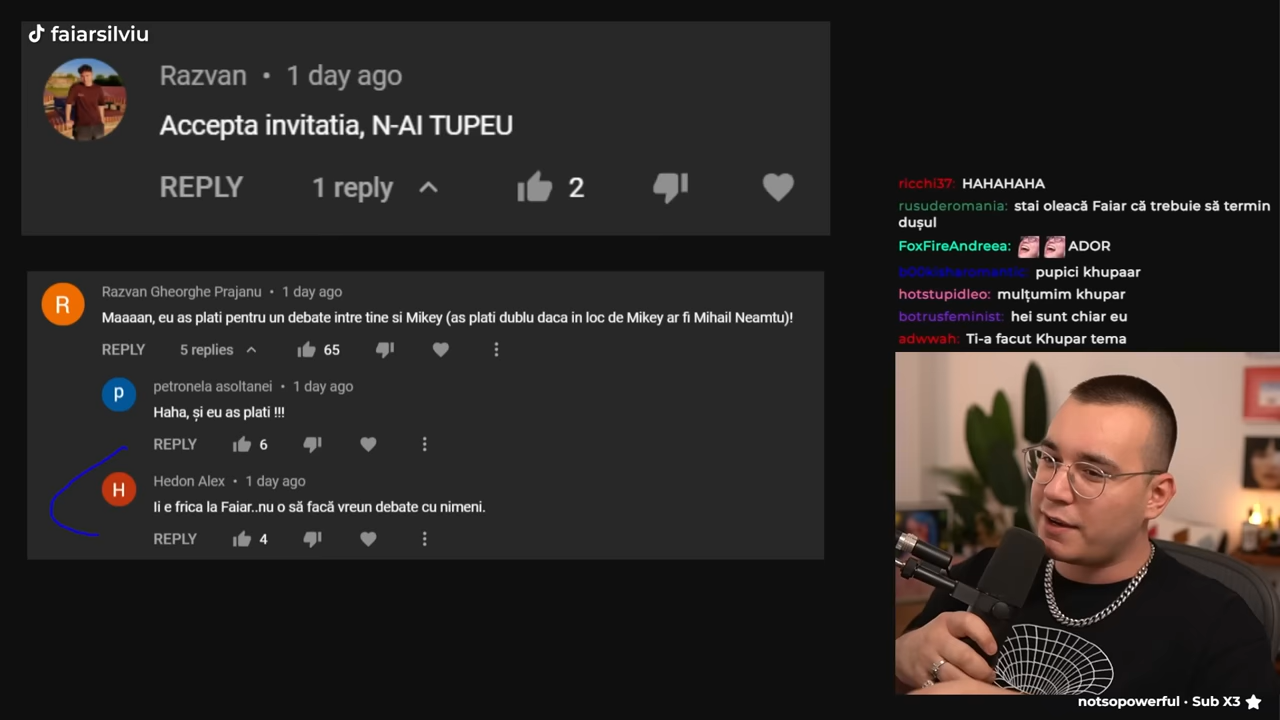 faiarsilviu
Razvan • 1 day ago
Accepta invitatia, N-AI TUPEU
REPLY 1 reply 2
R
Razvan Gheorghe Prajanu • 1 day ago
Maaaan, eu as plati pentru un debate intre tine si Mikey (as plati dublu daca in loc de Mikey ar fi Mihail Neamtu)!
REPLY 5 replies 65
p
petronela asoltanei • 1 day ago
Haha, și eu as plati !!!
REPLY 6
H
Hedon Alex • 1 day ago
Ii e frica la Faiar..nu o să facă vreun debate cu nimeni.
REPLY 4
ricchi37: HAHAHAHA
rusuderomania: stai oleacă Faiar că trebuie să termin
dușul
FoxFireAndreea: ADOR
pupici khupaar
hotstupidleo: mulțumim khupar
botrusfeminist: hei sunt chiar eu
adwwah: Ti-a facut Khupar tema
notsopowerful · Sub X3